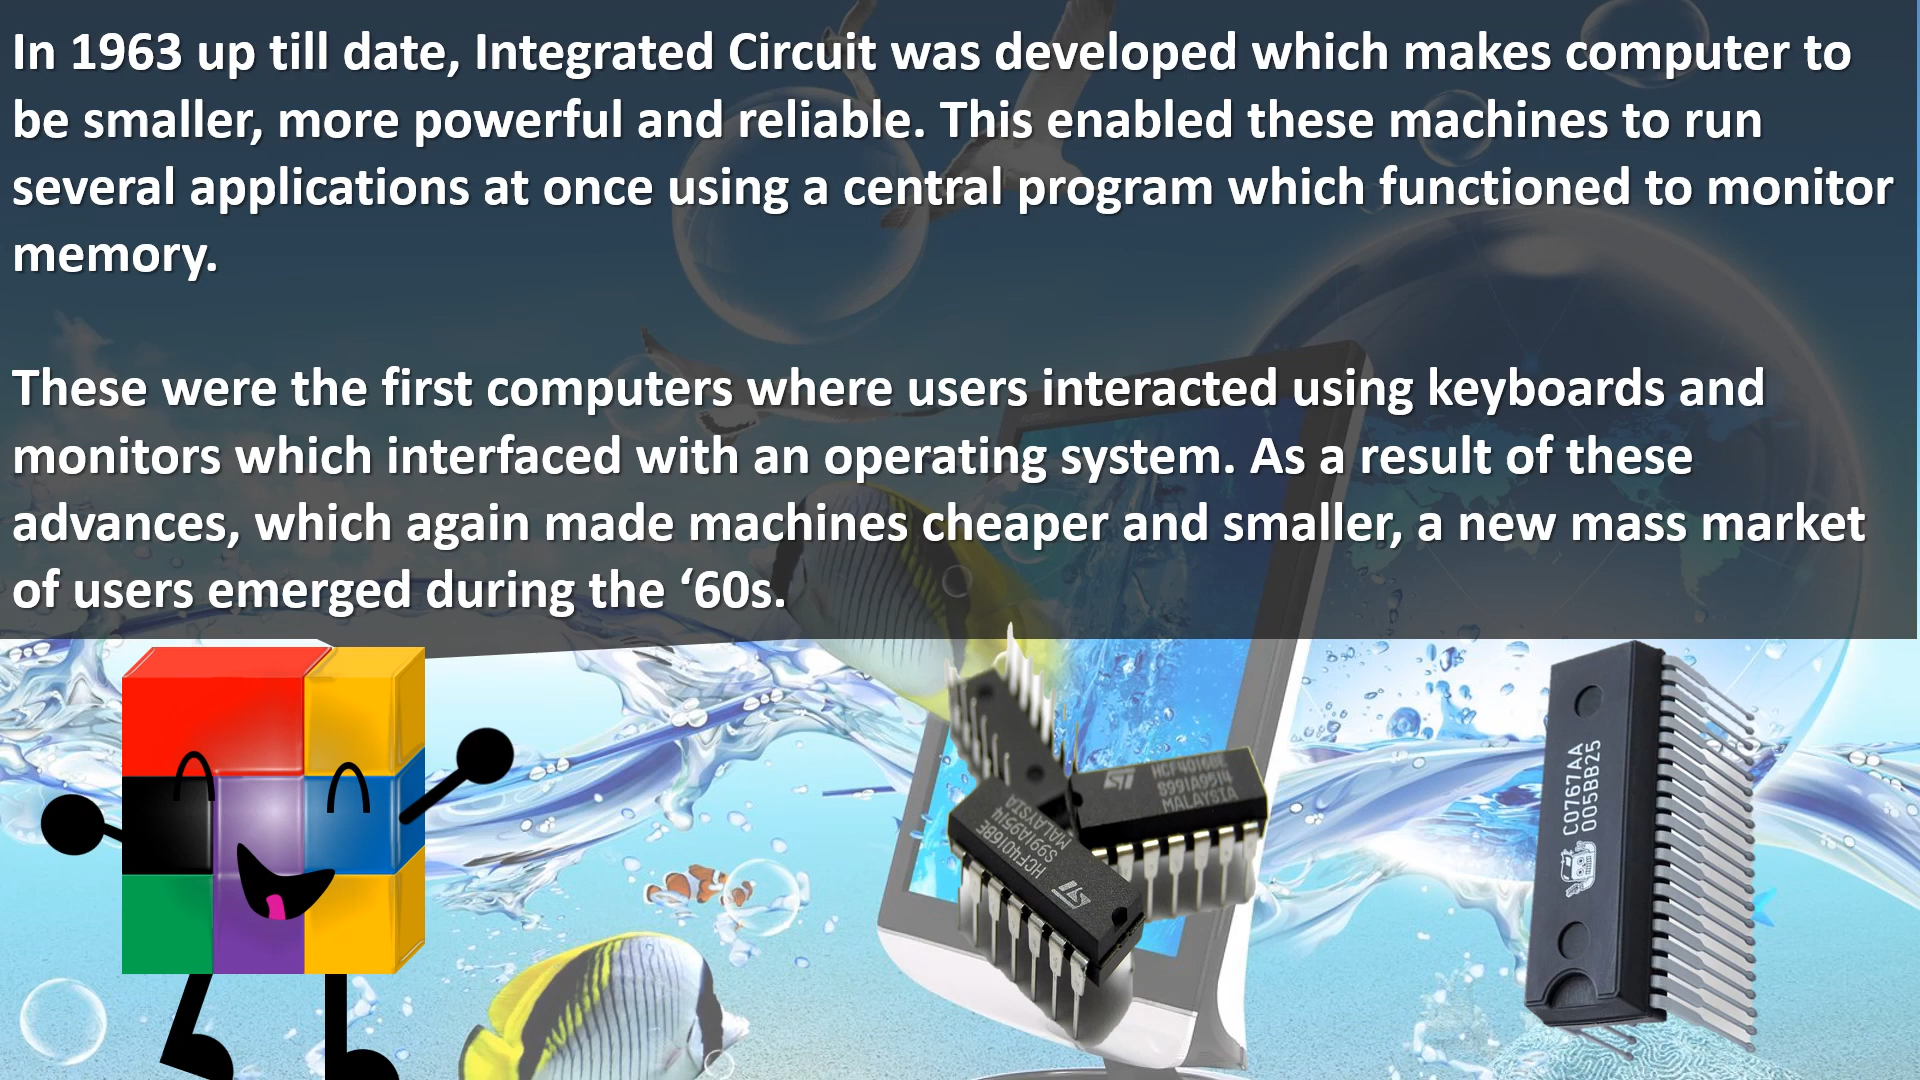 In 1963 up till date, Integrated Circuit was developed which makes computer to
be smaller, more powerful and reliable. This enabled these machines to run
several applications at once using a central program which functioned to monitor
memory.
These were the first computers where users interacted using keyboards and
monitors which interfaced with an operating system. As a result of these
advances, which again made machines cheaper and smaller, a new mass market
of users emerged during the ‘60s.
HCF4016BE
MALAYSIA
ST
MALAYSIA
ST
C0767AA
005BB25